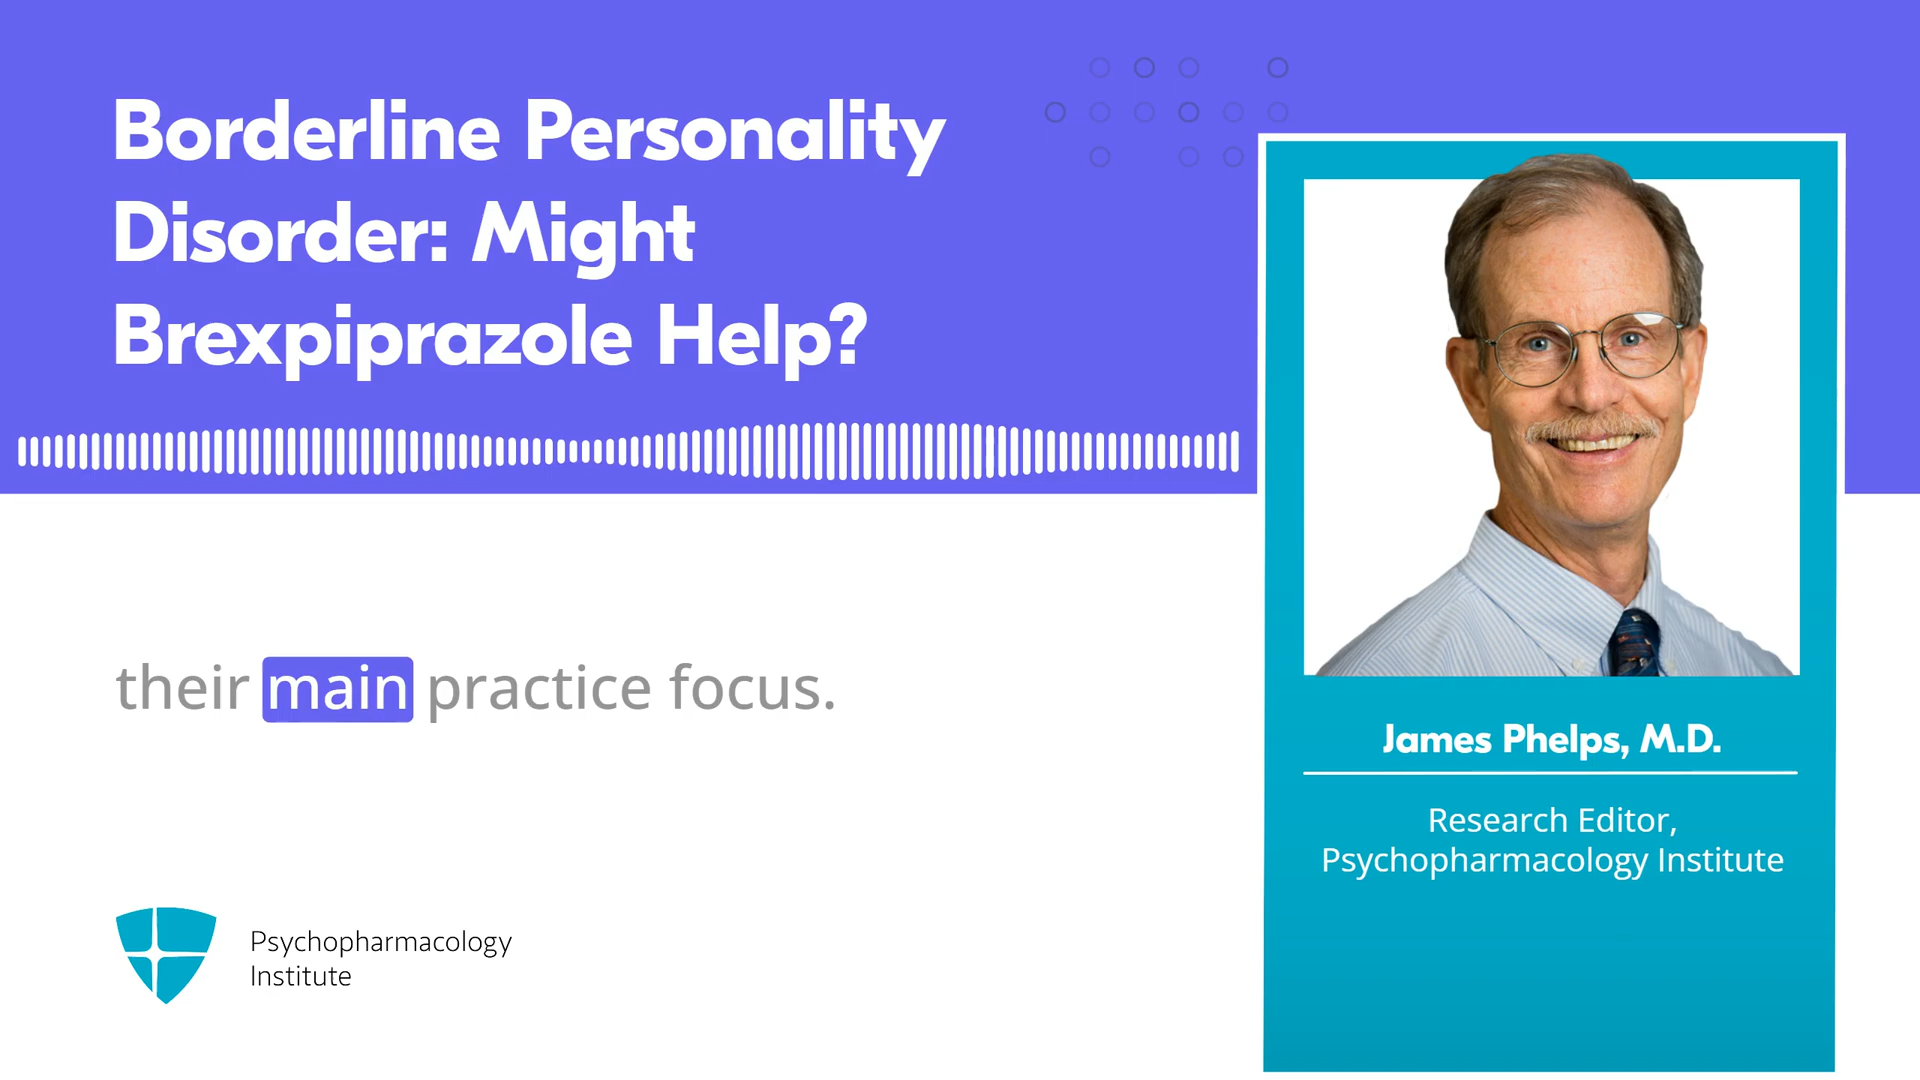 Borderline Personality
Disorder: Might
Brexpiprazole Help?
their main practice focus.
James Phelps, M.D.
Research Editor,
Psychopharmacology Institute
Psychopharmacology
Institute